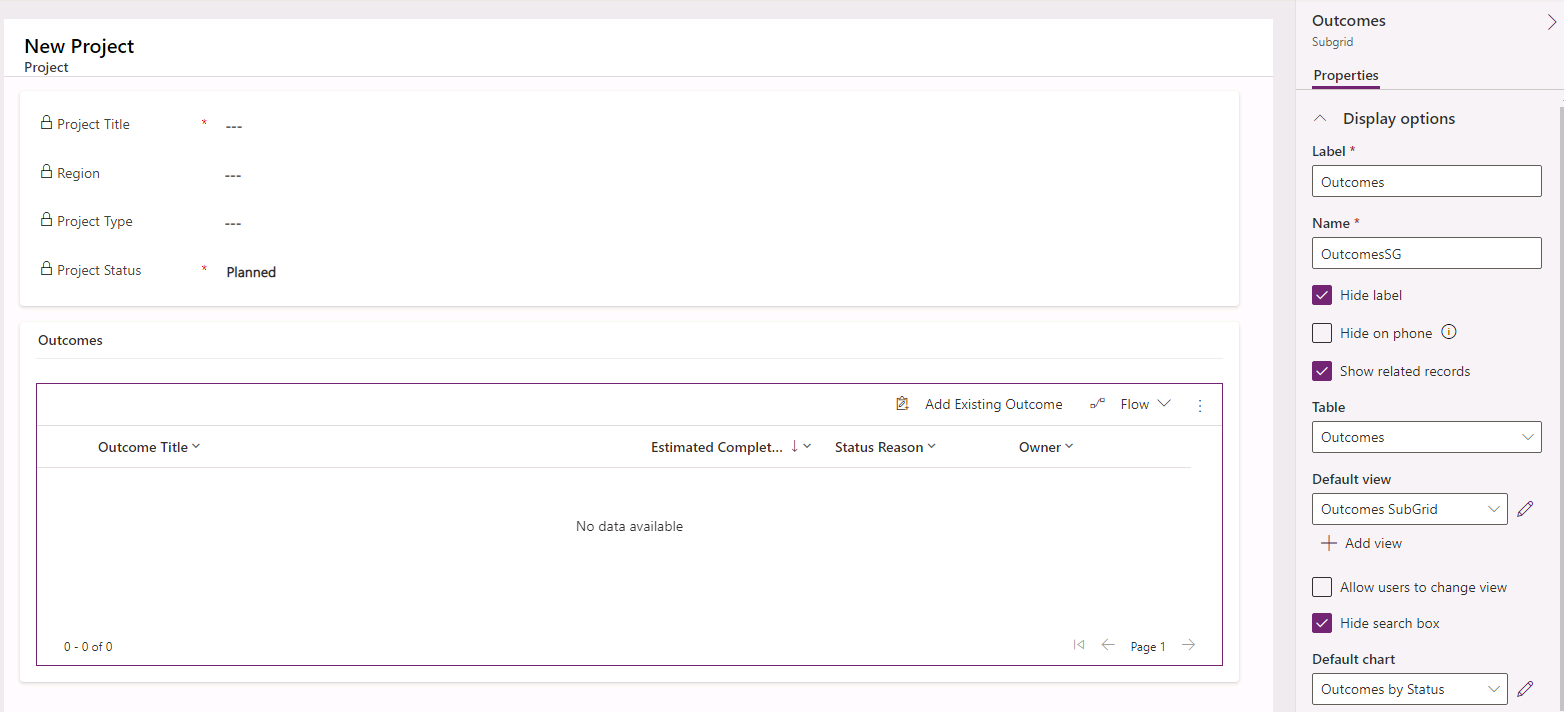 New Project
Project
Project Title * ---
Region ---
Project Type ---
Project Status * Planned
Outcomes
Add Existing Outcome Flow
Outcome Title Estimated Complet... Status Reason Owner
No data available
0 - 0 of 0 Page 1
Outcomes
Subgrid
Properties
Display options
Label *
Outcomes
Name *
OutcomesSG
Hide label
Hide on phone
Show related records
Table
Outcomes
Default view
Outcomes SubGrid
Add view
Allow users to change view
Hide search box
Default chart
Outcomes by Status